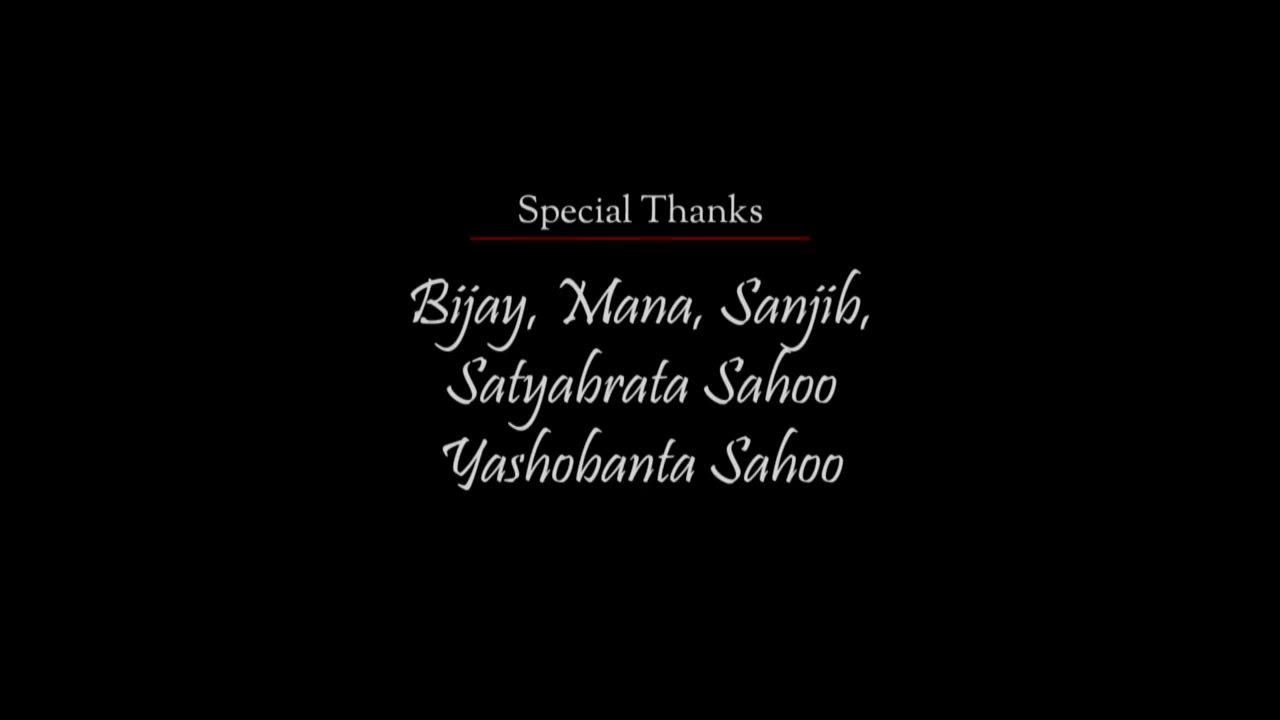 Special Thanks
Bijay, Mana, Sanjib,
Satyabrata Sahoo
Yashobanta Sahoo